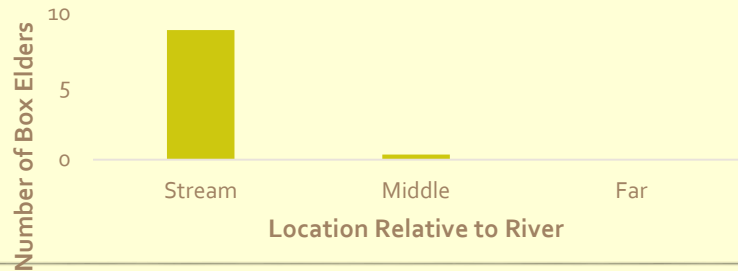 Number of Box Elders
10
5
0
Stream Middle Far
Location Relative to River